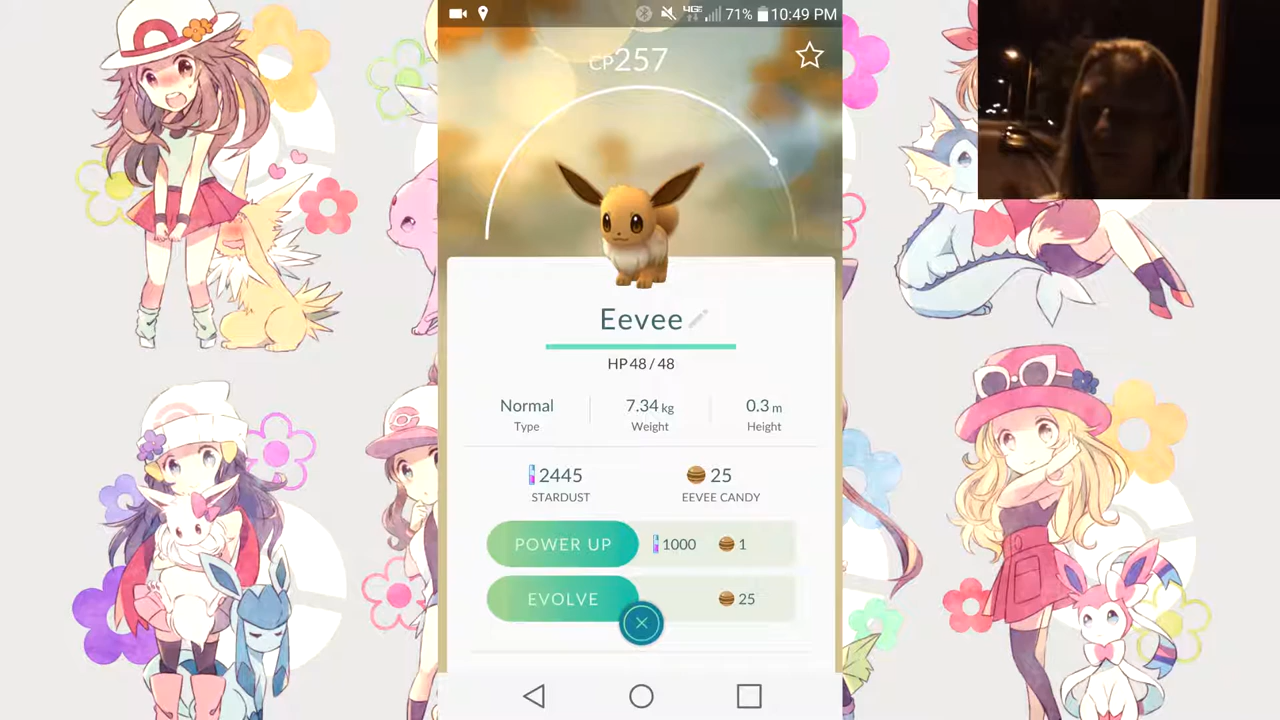 4GE 71% 10:49 PM
CP257
Eevee
HP 48 / 48
Normal 7.34 kg 0.3 m
Type Weight Height
2445 25
STARDUST EEVEE CANDY
POWER UP 1000 1
EVOLVE 25